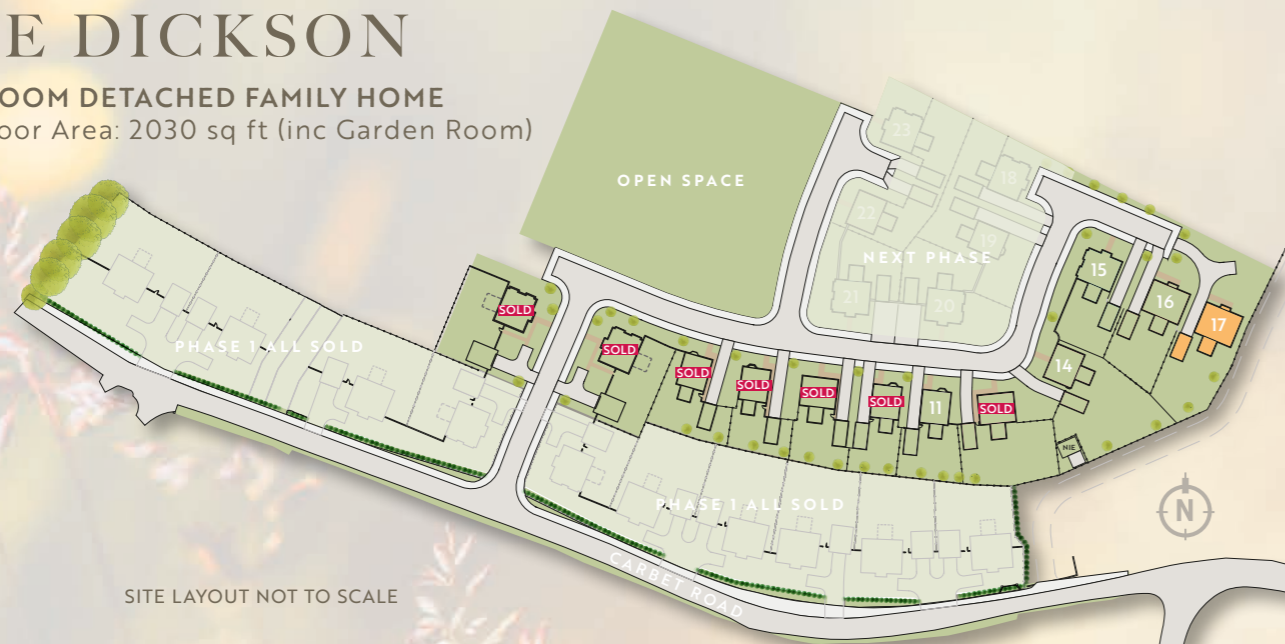 E DICKSON
OOM DETACHED FAMILY HOME
oor Area: 2030 sq ft (inc Garden Room)
OPEN SPACE
23
18
22
19
NEXT PHASE
21
20
15
16
17
14
SOLD
SOLD
SOLD
SOLD
SOLD
SOLD
11
SOLD
NIE
PHASE 1 ALL SOLD
PHASE 1 ALL SOLD
CARBET ROAD
N
SITE LAYOUT NOT TO SCALE